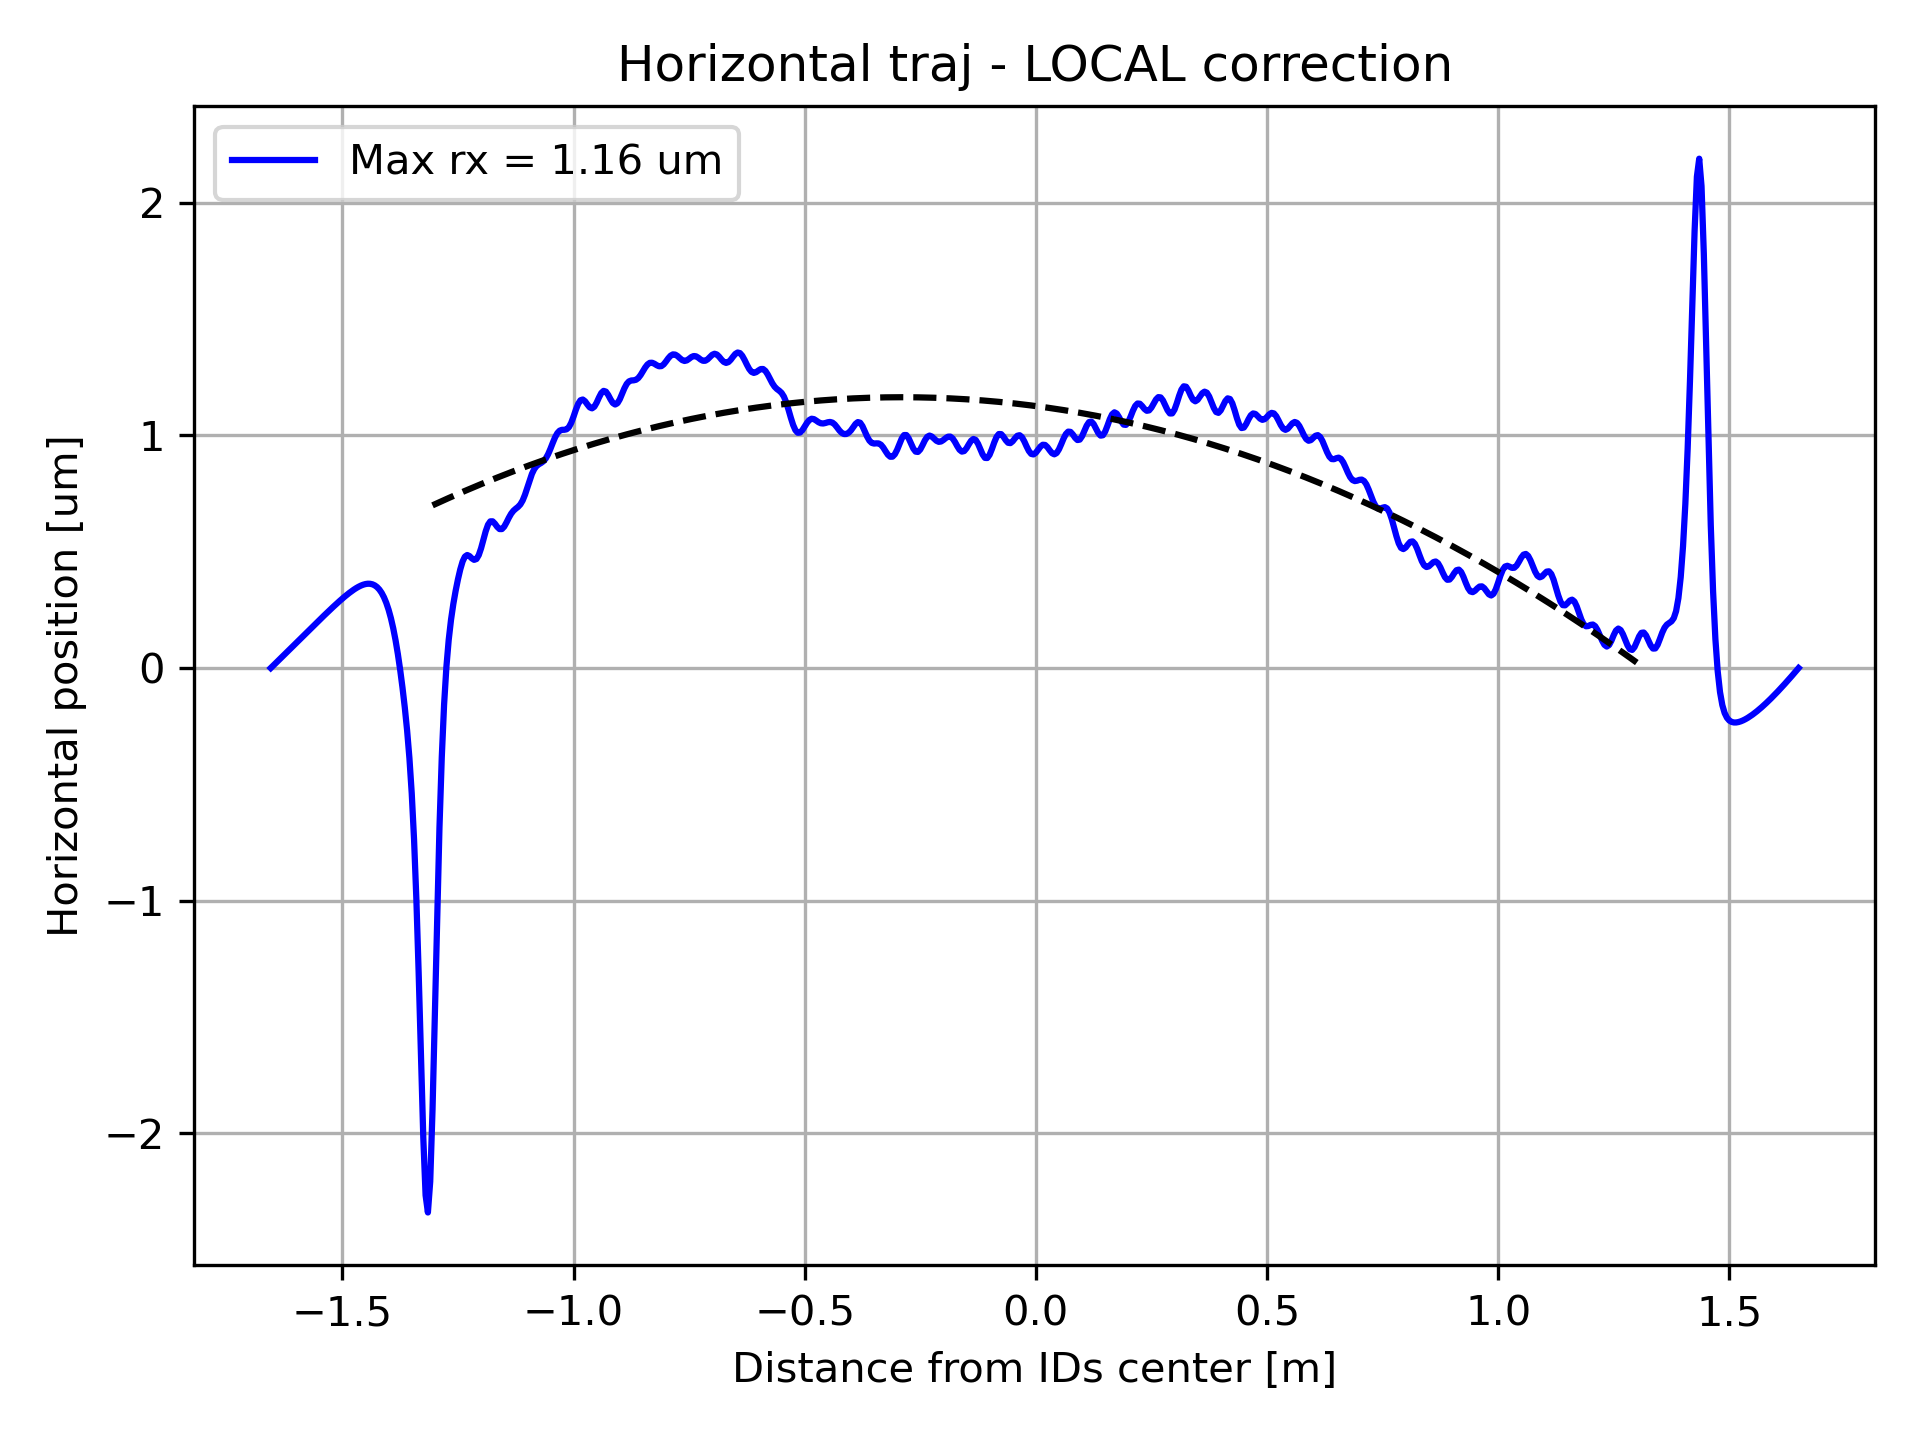 Horizontal traj - LOCAL correction
Max rx = 1.16 um
Horizontal position [um]
2
1
0
−1
−2
−1.5 −1.0 −0.5 0.0 0.5 1.0 1.5
Distance from IDs center [m]